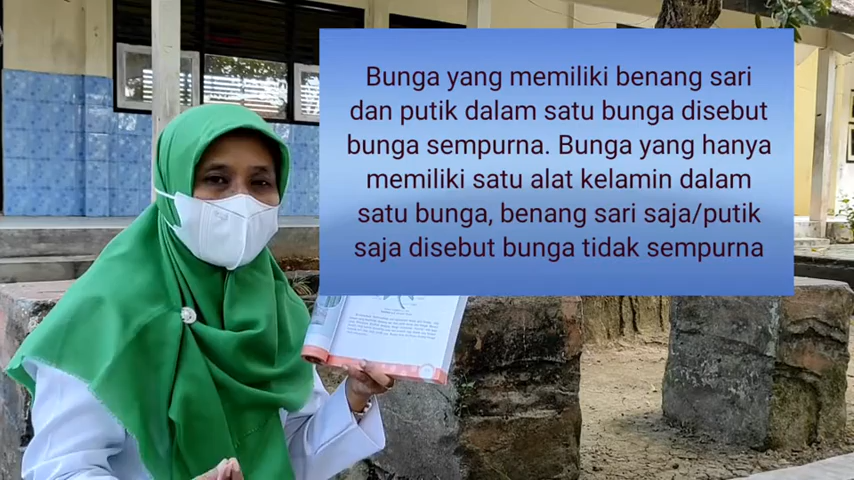 Bunga yang memiliki benang sari
dan putik dalam satu bunga disebut
bunga sempurna. Bunga yang hanya
memiliki satu alat kelamin dalam
satu bunga, benang sari saja/putik
saja disebut bunga tidak sempurna